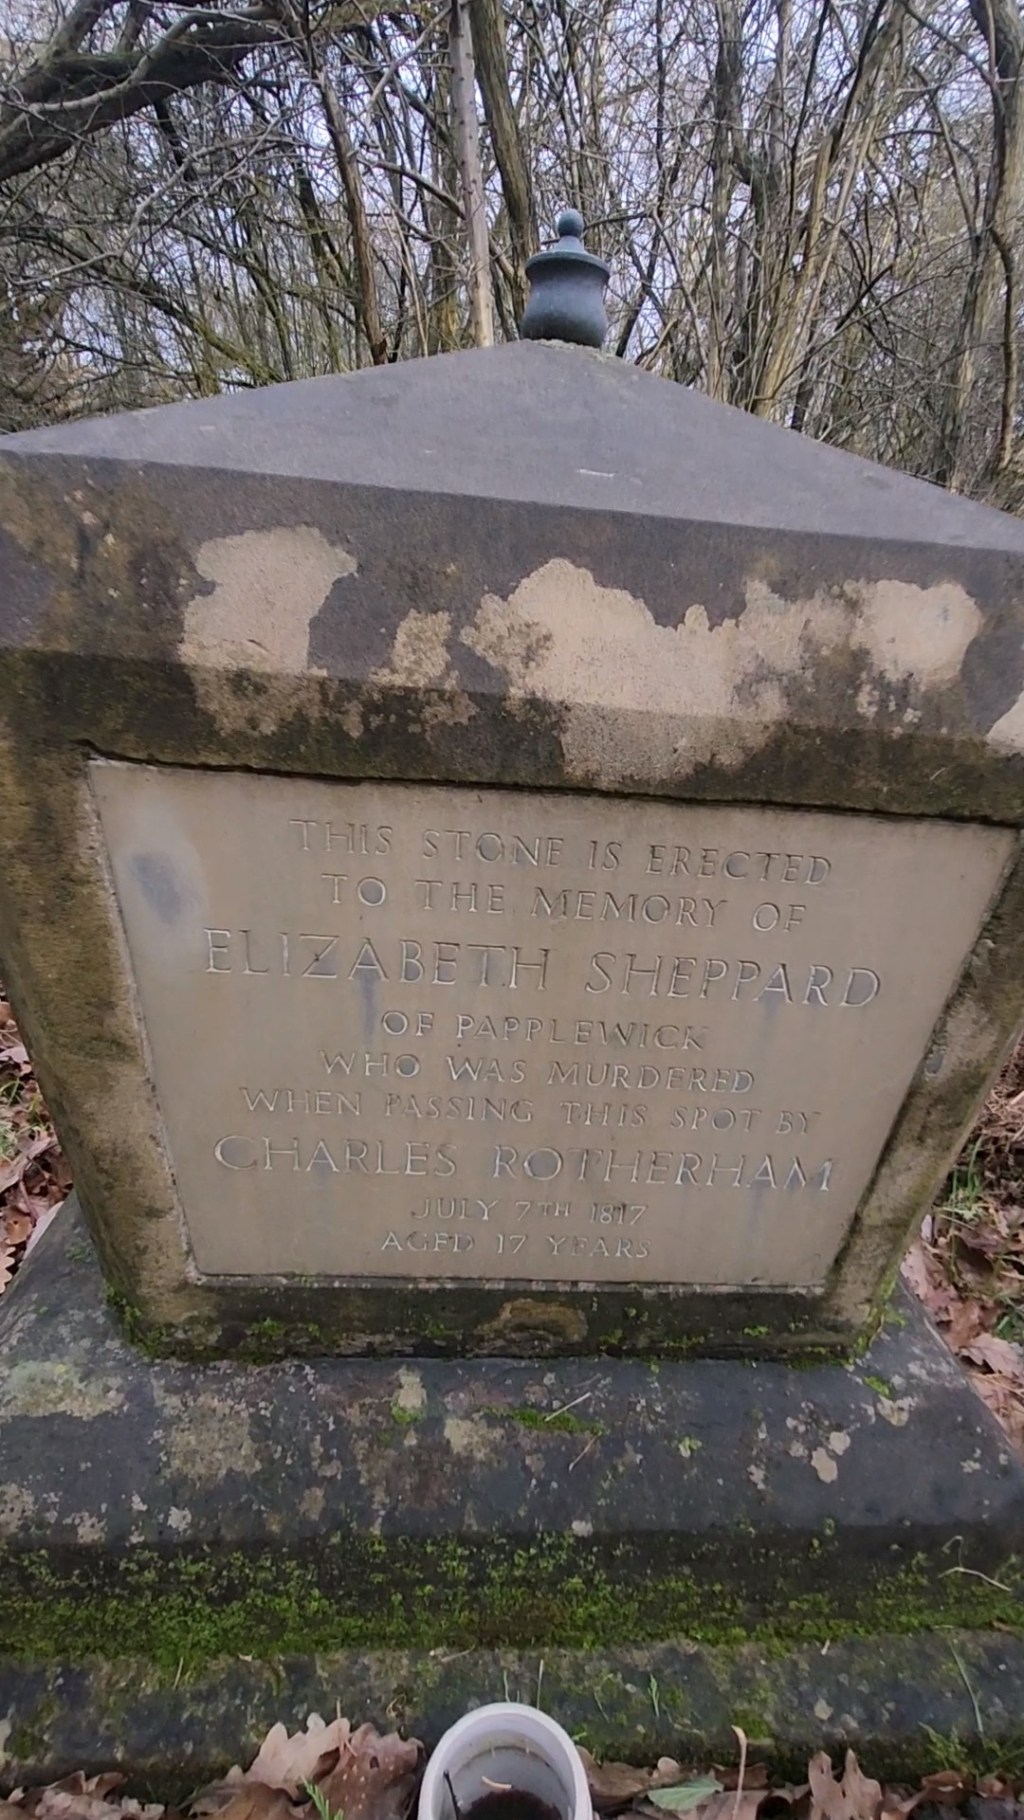 THIS STONE IS ERECTED
TO THE MEMORY OF
ELIZABETH SHEPPARD
OF PAPPLEWICK
WHO WAS MURDERED
WHEN PASSING THIS SPOT BY
CHARLES ROTHERHAM
JULY 7TH 1817
AGED 17 YEARS